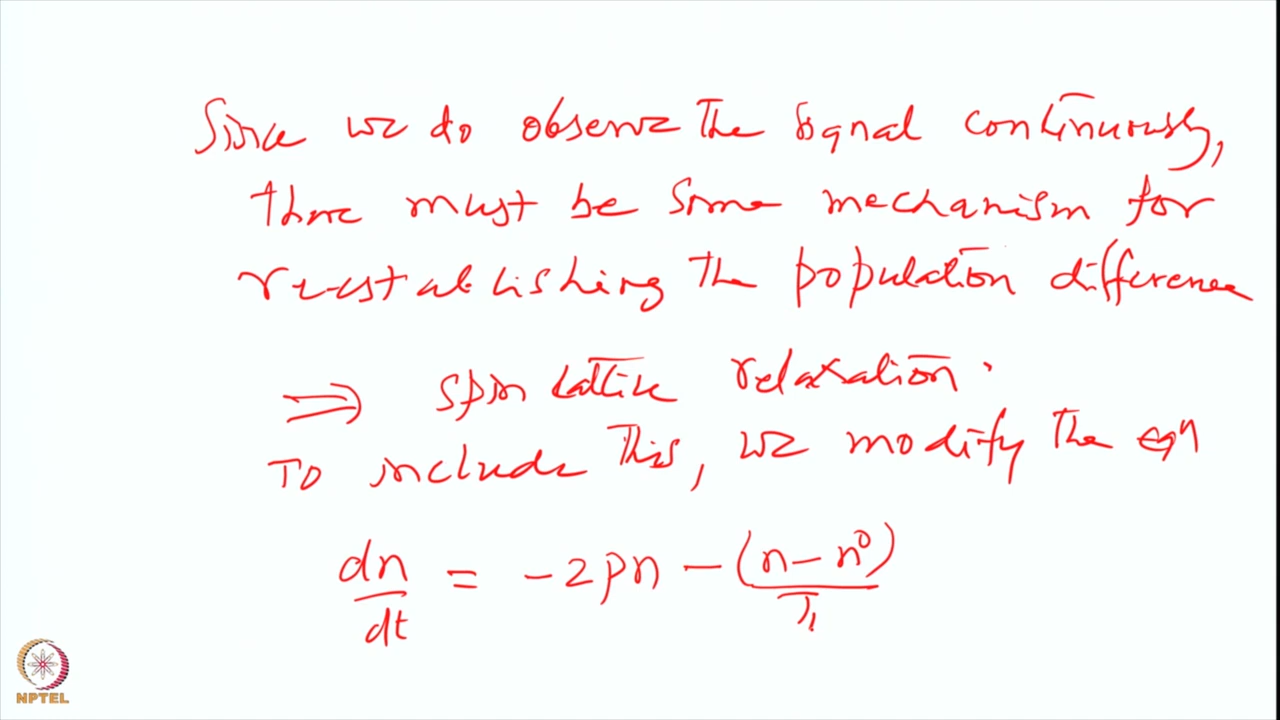 Since we do observe the signal continuously,
there must be some mechanism for
re-establishing the population difference
⇒ spin lattice relaxation.
To include this, we modify the eqn
dn/dt = -2pn - (n-n⁰)/T₁
NPTEL